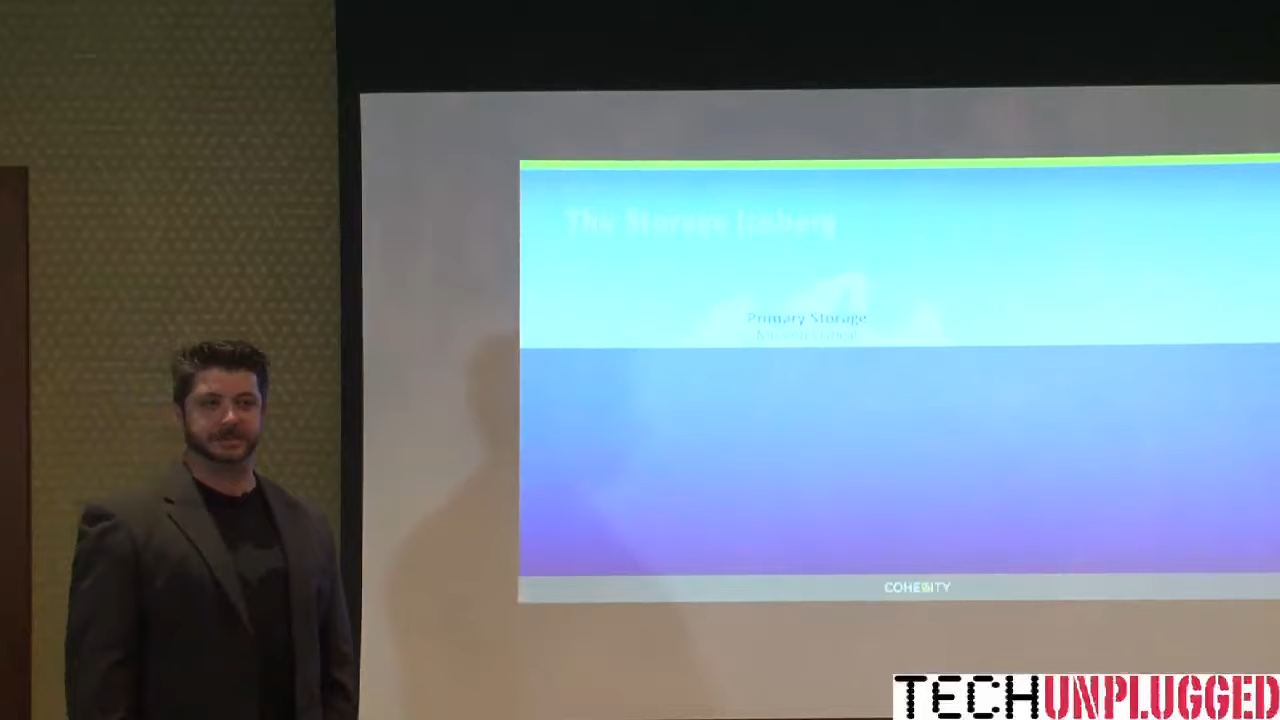 The Storage Iceberg
Primary Storage
COHESITY
TECHUNPLUGGED